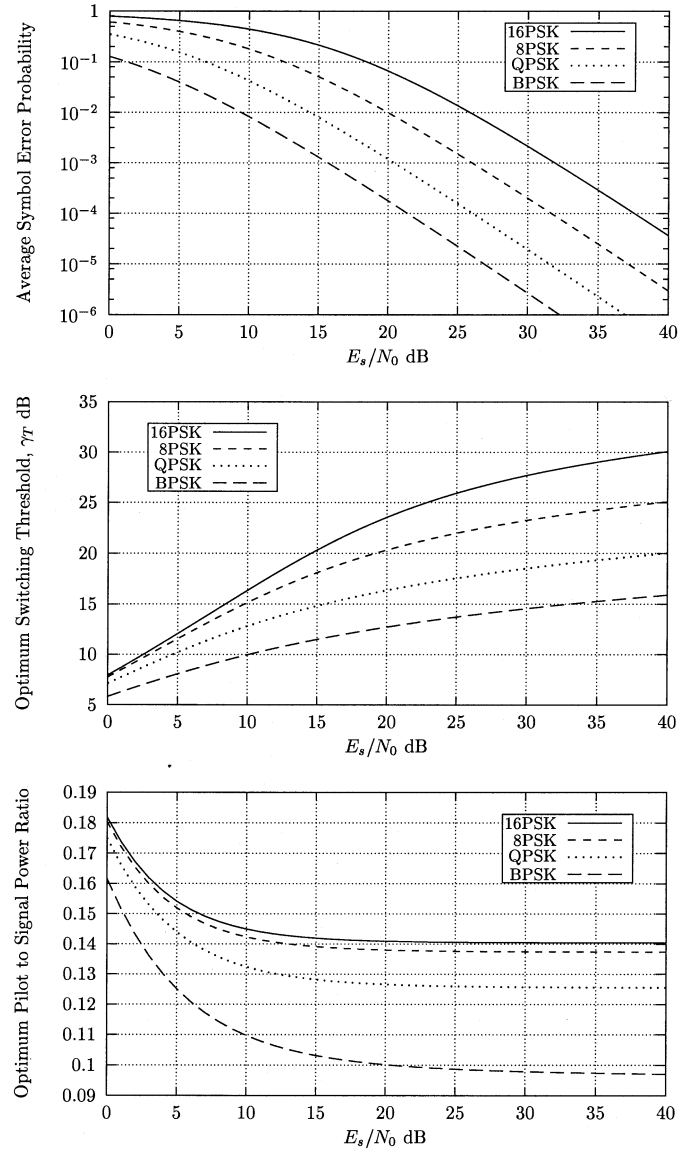 Average Symbol Error Probability
1
10⁻¹
10⁻²
10⁻³
10⁻⁴
10⁻⁵
10⁻⁶
16PSK
8PSK
QPSK
BPSK
0 5 10 15 20 25 30 35 40
Eₛ/N₀ dB
Optimum Switching Threshold, γ_T dB
35
30
25
20
15
10
5
16PSK
8PSK
QPSK
BPSK
0 5 10 15 20 25 30 35 40
Eₛ/N₀ dB
Optimum Pilot to Signal Power Ratio
0.19
0.18
0.17
0.16
0.15
0.14
0.13
0.12
0.11
0.1
0.09
16PSK
8PSK
QPSK
BPSK
0 5 10 15 20 25 30 35 40
Eₛ/N₀ dB